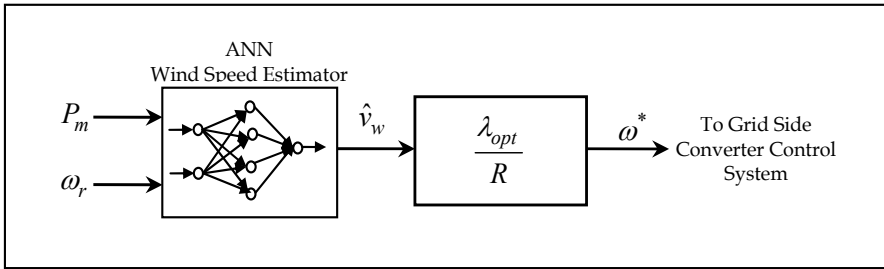 ANN
Wind Speed Estimator
P_m
ω_r
v̂_w
λ_opt
R
ω*
To Grid Side
Converter Control
System